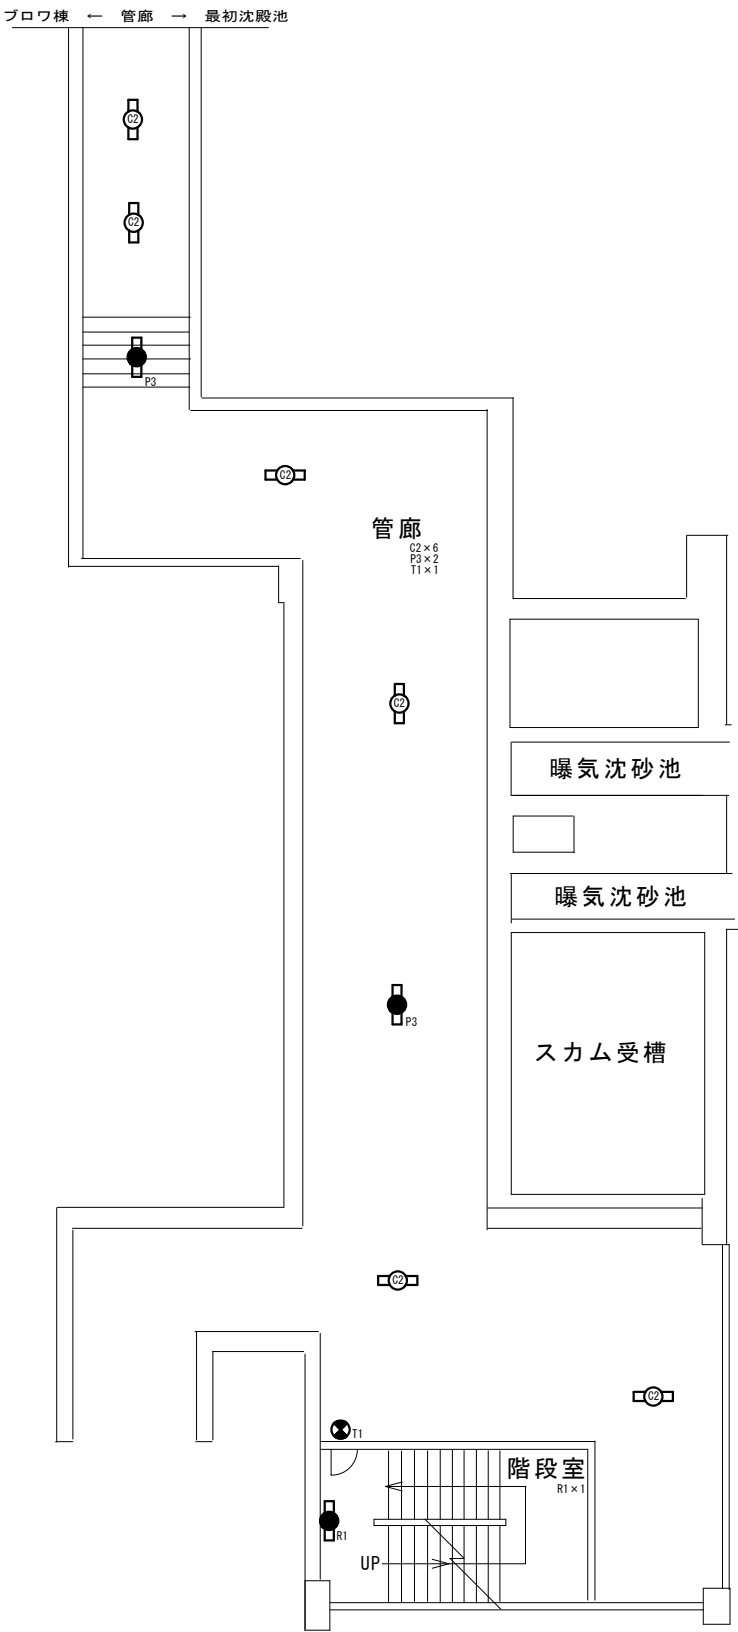 ブロワ棟 ← 管廊 → 最初沈殿池
C2
C2
P3
C2
管廊
C2×6
P3×2
T1×1
C2
曝気沈砂池
曝気沈砂池
P3
スカム受槽
C2
C2
T1
階段室
R1×1
R1
UP